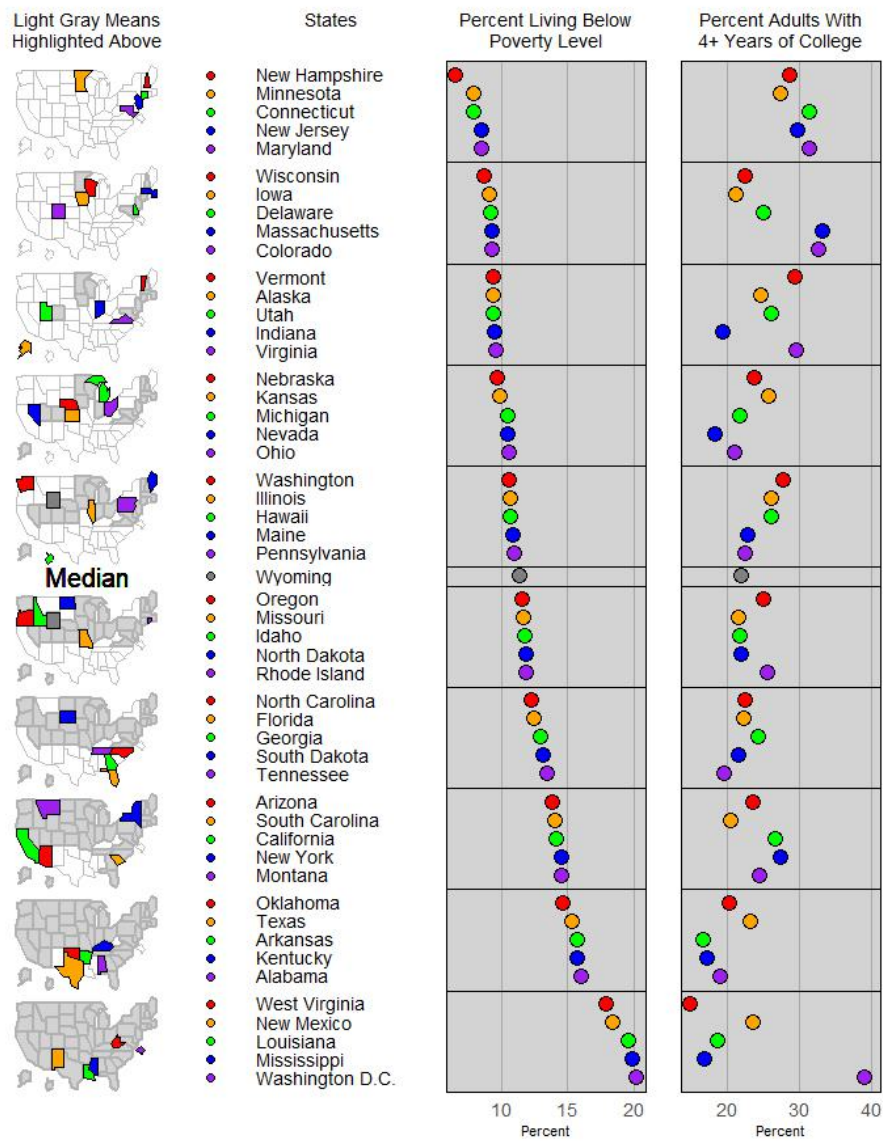 Light Gray Means
Highlighted Above
States
Percent Living Below
Poverty Level
Percent Adults With
4+ Years of College
New Hampshire
Minnesota
Connecticut
New Jersey
Maryland
Wisconsin
Iowa
Delaware
Massachusetts
Colorado
Vermont
Alaska
Utah
Indiana
Virginia
Nebraska
Kansas
Michigan
Nevada
Ohio
Washington
Illinois
Hawaii
Maine
Pennsylvania
Median
Wyoming
Oregon
Missouri
Idaho
North Dakota
Rhode Island
North Carolina
Florida
Georgia
South Dakota
Tennessee
Arizona
South Carolina
California
New York
Montana
Oklahoma
Texas
Arkansas
Kentucky
Alabama
West Virginia
New Mexico
Louisiana
Mississippi
Washington D.C.
10 15 20
20 30 40
Percent
Percent